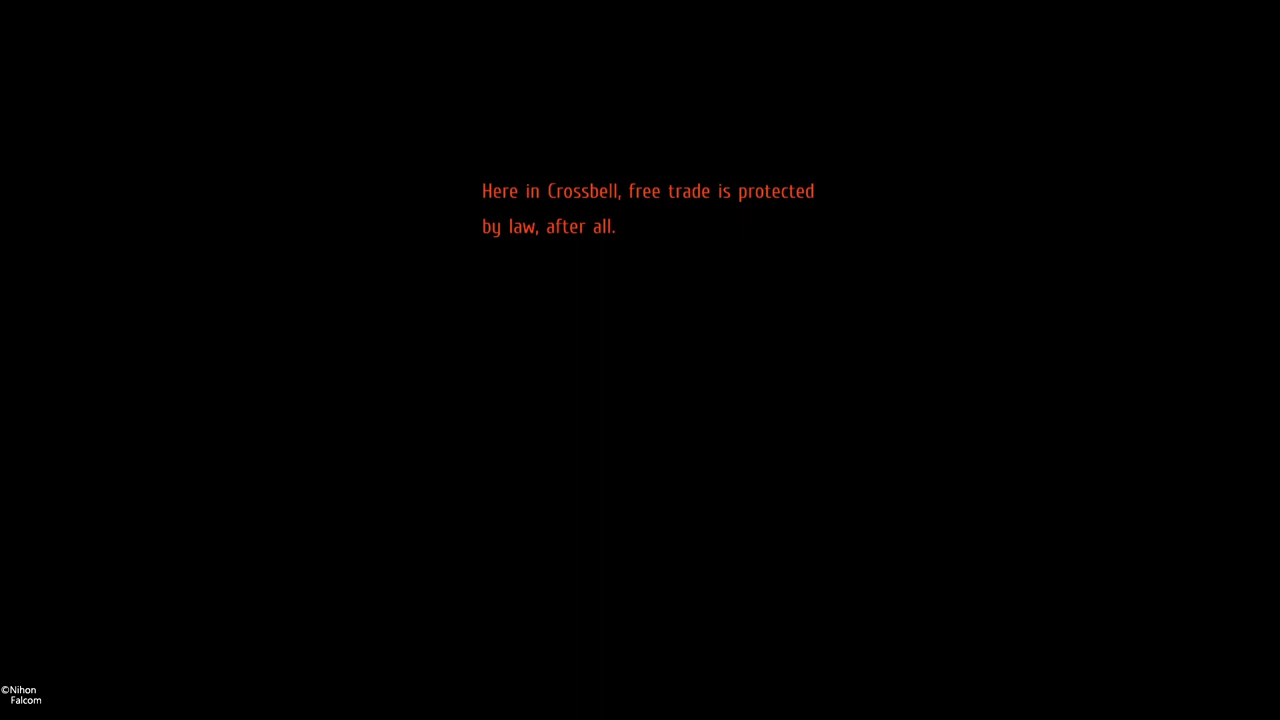 Here in Crossbell, free trade is protected
by law, after all.
©Nihon
Falcom